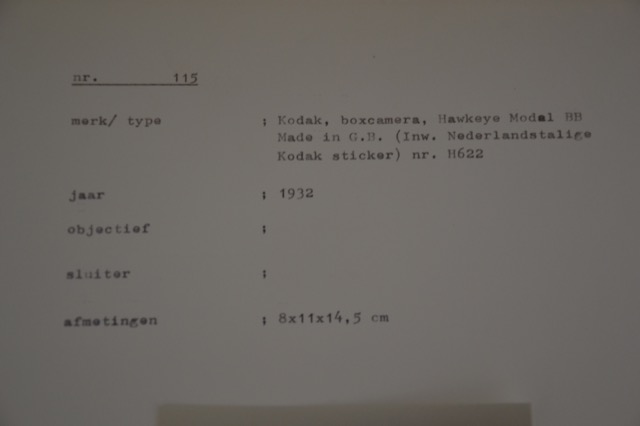 nr. 115
merk/ type ; Kodak, boxcamera, Hawkeye Modal BB
Made in G.B. (Inw. Nederlandstalige
Kodak sticker) nr. H622
jaar ; 1932
objectief ;
sluiter ;
afmetingen ; 8x11x14,5 cm